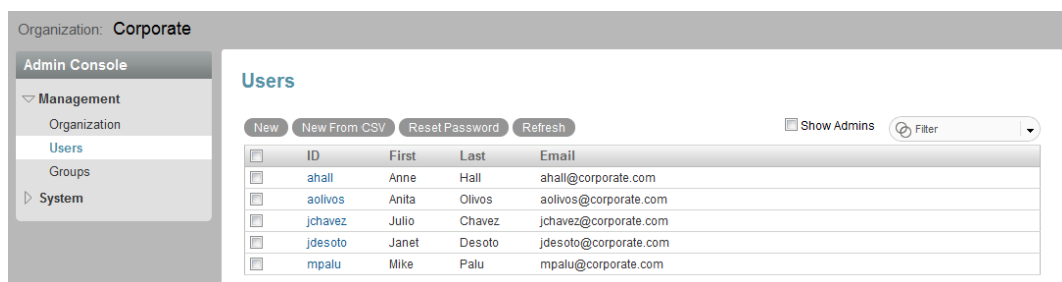 Organization: Corporate
Admin Console
Management
Organization
Users
Groups
System
Users
New New From CSV Reset Password Refresh Show Admins Filter
ID First Last Email
ahall Anne Hall ahall@corporate.com
aolivos Anita Olivos aolivos@corporate.com
jchavez Julio Chavez jchavez@corporate.com
jdesoto Janet Desoto jdesoto@corporate.com
mpalu Mike Palu mpalu@corporate.com